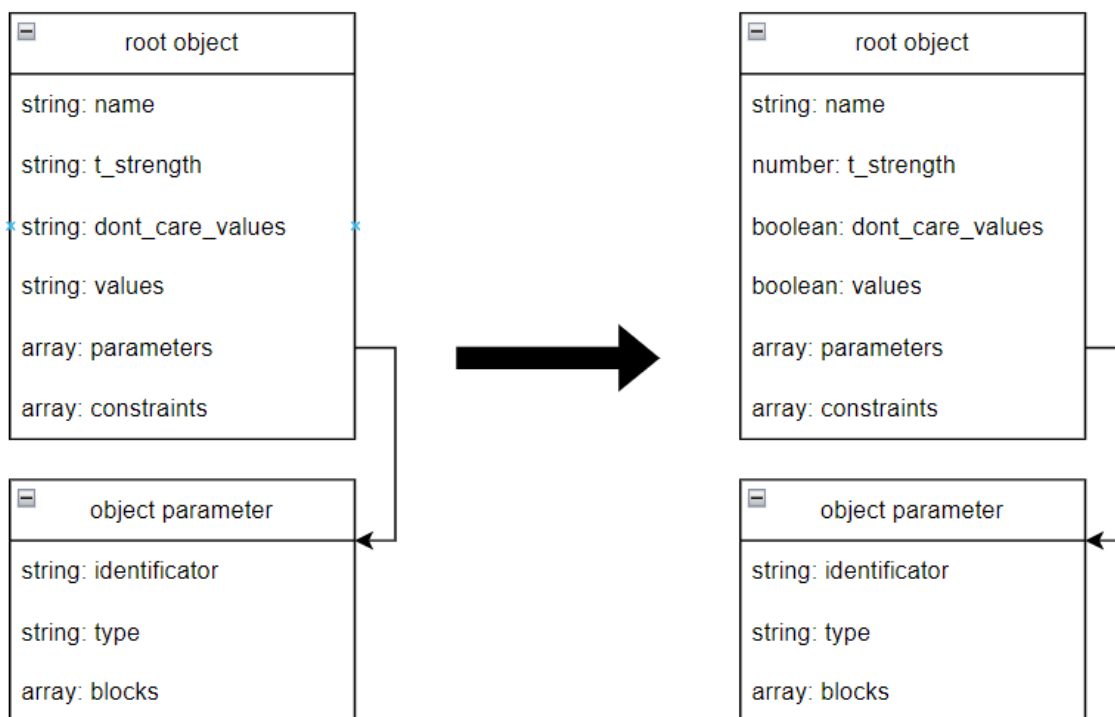 root object
string: name
string: t_strength
string: dont_care_values
string: values
array: parameters
array: constraints
object parameter
string: identificator
string: type
array: blocks
root object
string: name
number: t_strength
boolean: dont_care_values
boolean: values
array: parameters
array: constraints
object parameter
string: identificator
string: type
array: blocks